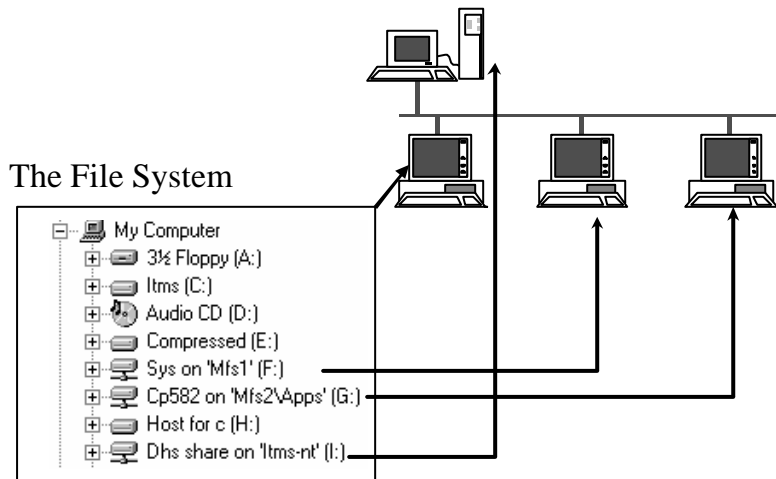 The File System
My Computer
3½ Floppy (A:)
Itms (C:)
Audio CD (D:)
Compressed (E:)
Sys on 'Mfs1' (F:)
Cp582 on 'Mfs2\Apps' (G:)
Host for c (H:)
Dhs share on 'Itms-nt' (I:)